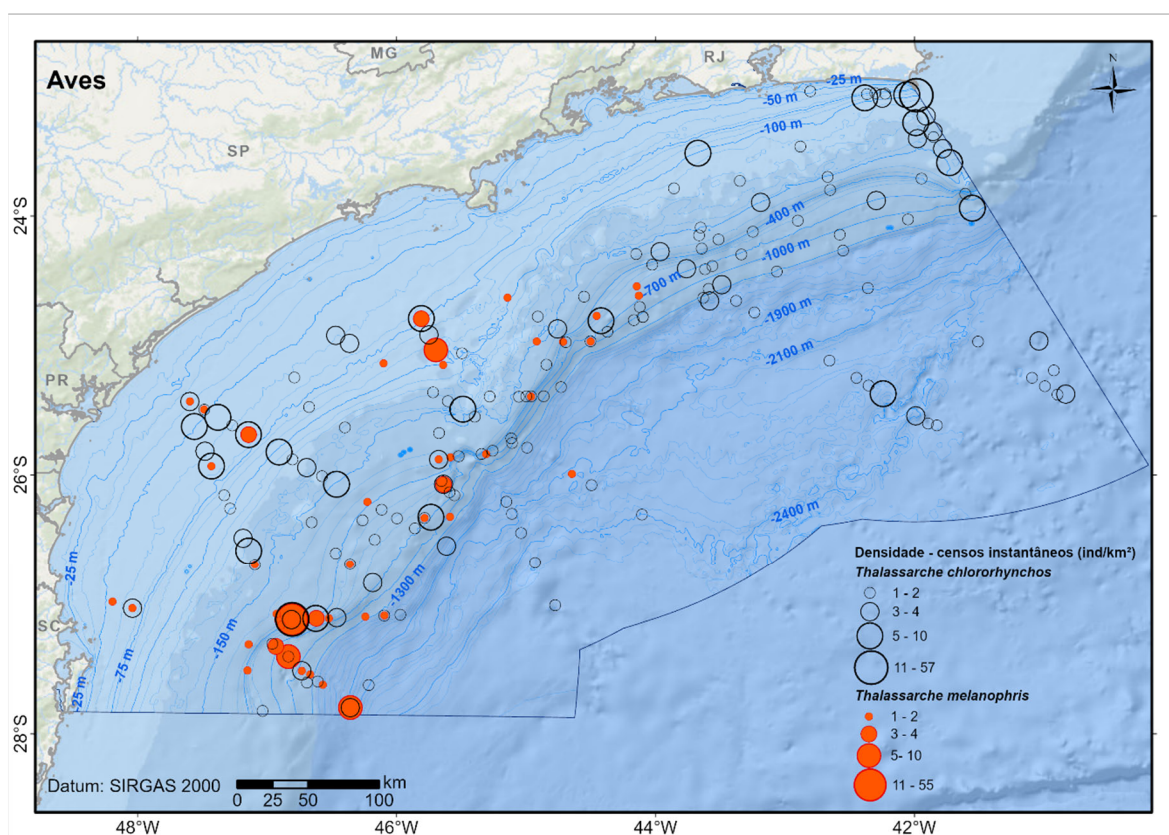 Aves
MG
RJ
SP
PR
SC
N
-25 m
-50 m
-100 m
-400 m
-700 m
-1000 m
-1900 m
-2100 m
-2400 m
-1300 m
-150 m
-75 m
-25 m
-25 m
24°S
26°S
28°S
Densidade - censos instantâneos (ind/km²)
Thalassarche chlororhynchos
1 - 2
3 - 4
5 - 10
11 - 57
Thalassarche melanophris
1 - 2
3 - 4
5- 10
11 - 55
Datum: SIRGAS 2000
km
0 25 50 100
48°W 46°W 44°W 42°W